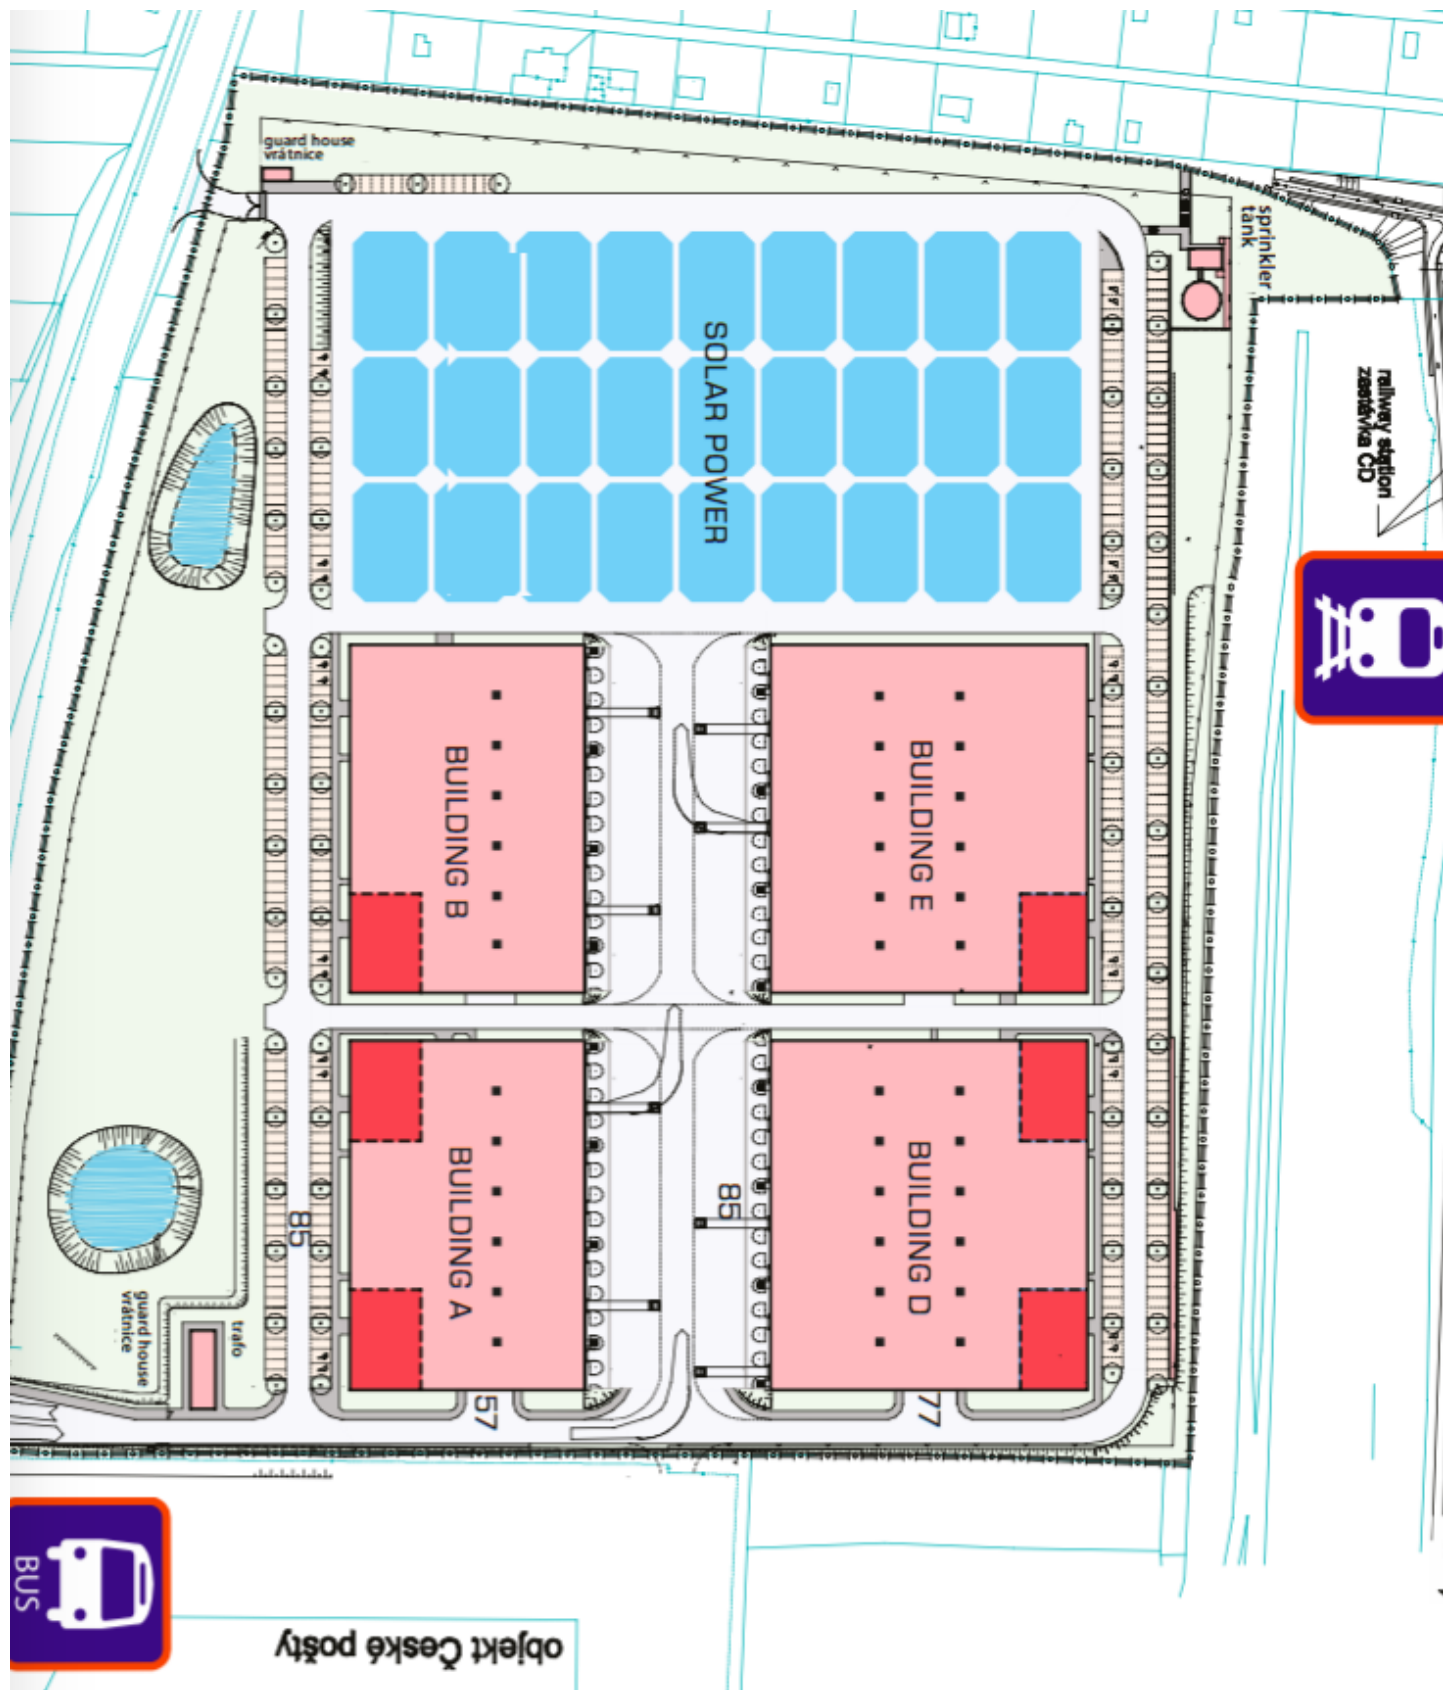 guard house
vrátnice
sprinkler
tank
SOLAR POWER
railway station
zastávka ČD
BUILDING B
BUILDING E
BUILDING A
BUILDING D
85
85
guard house
vrátnice
trafo
57
77
BUS
objekt České pošty